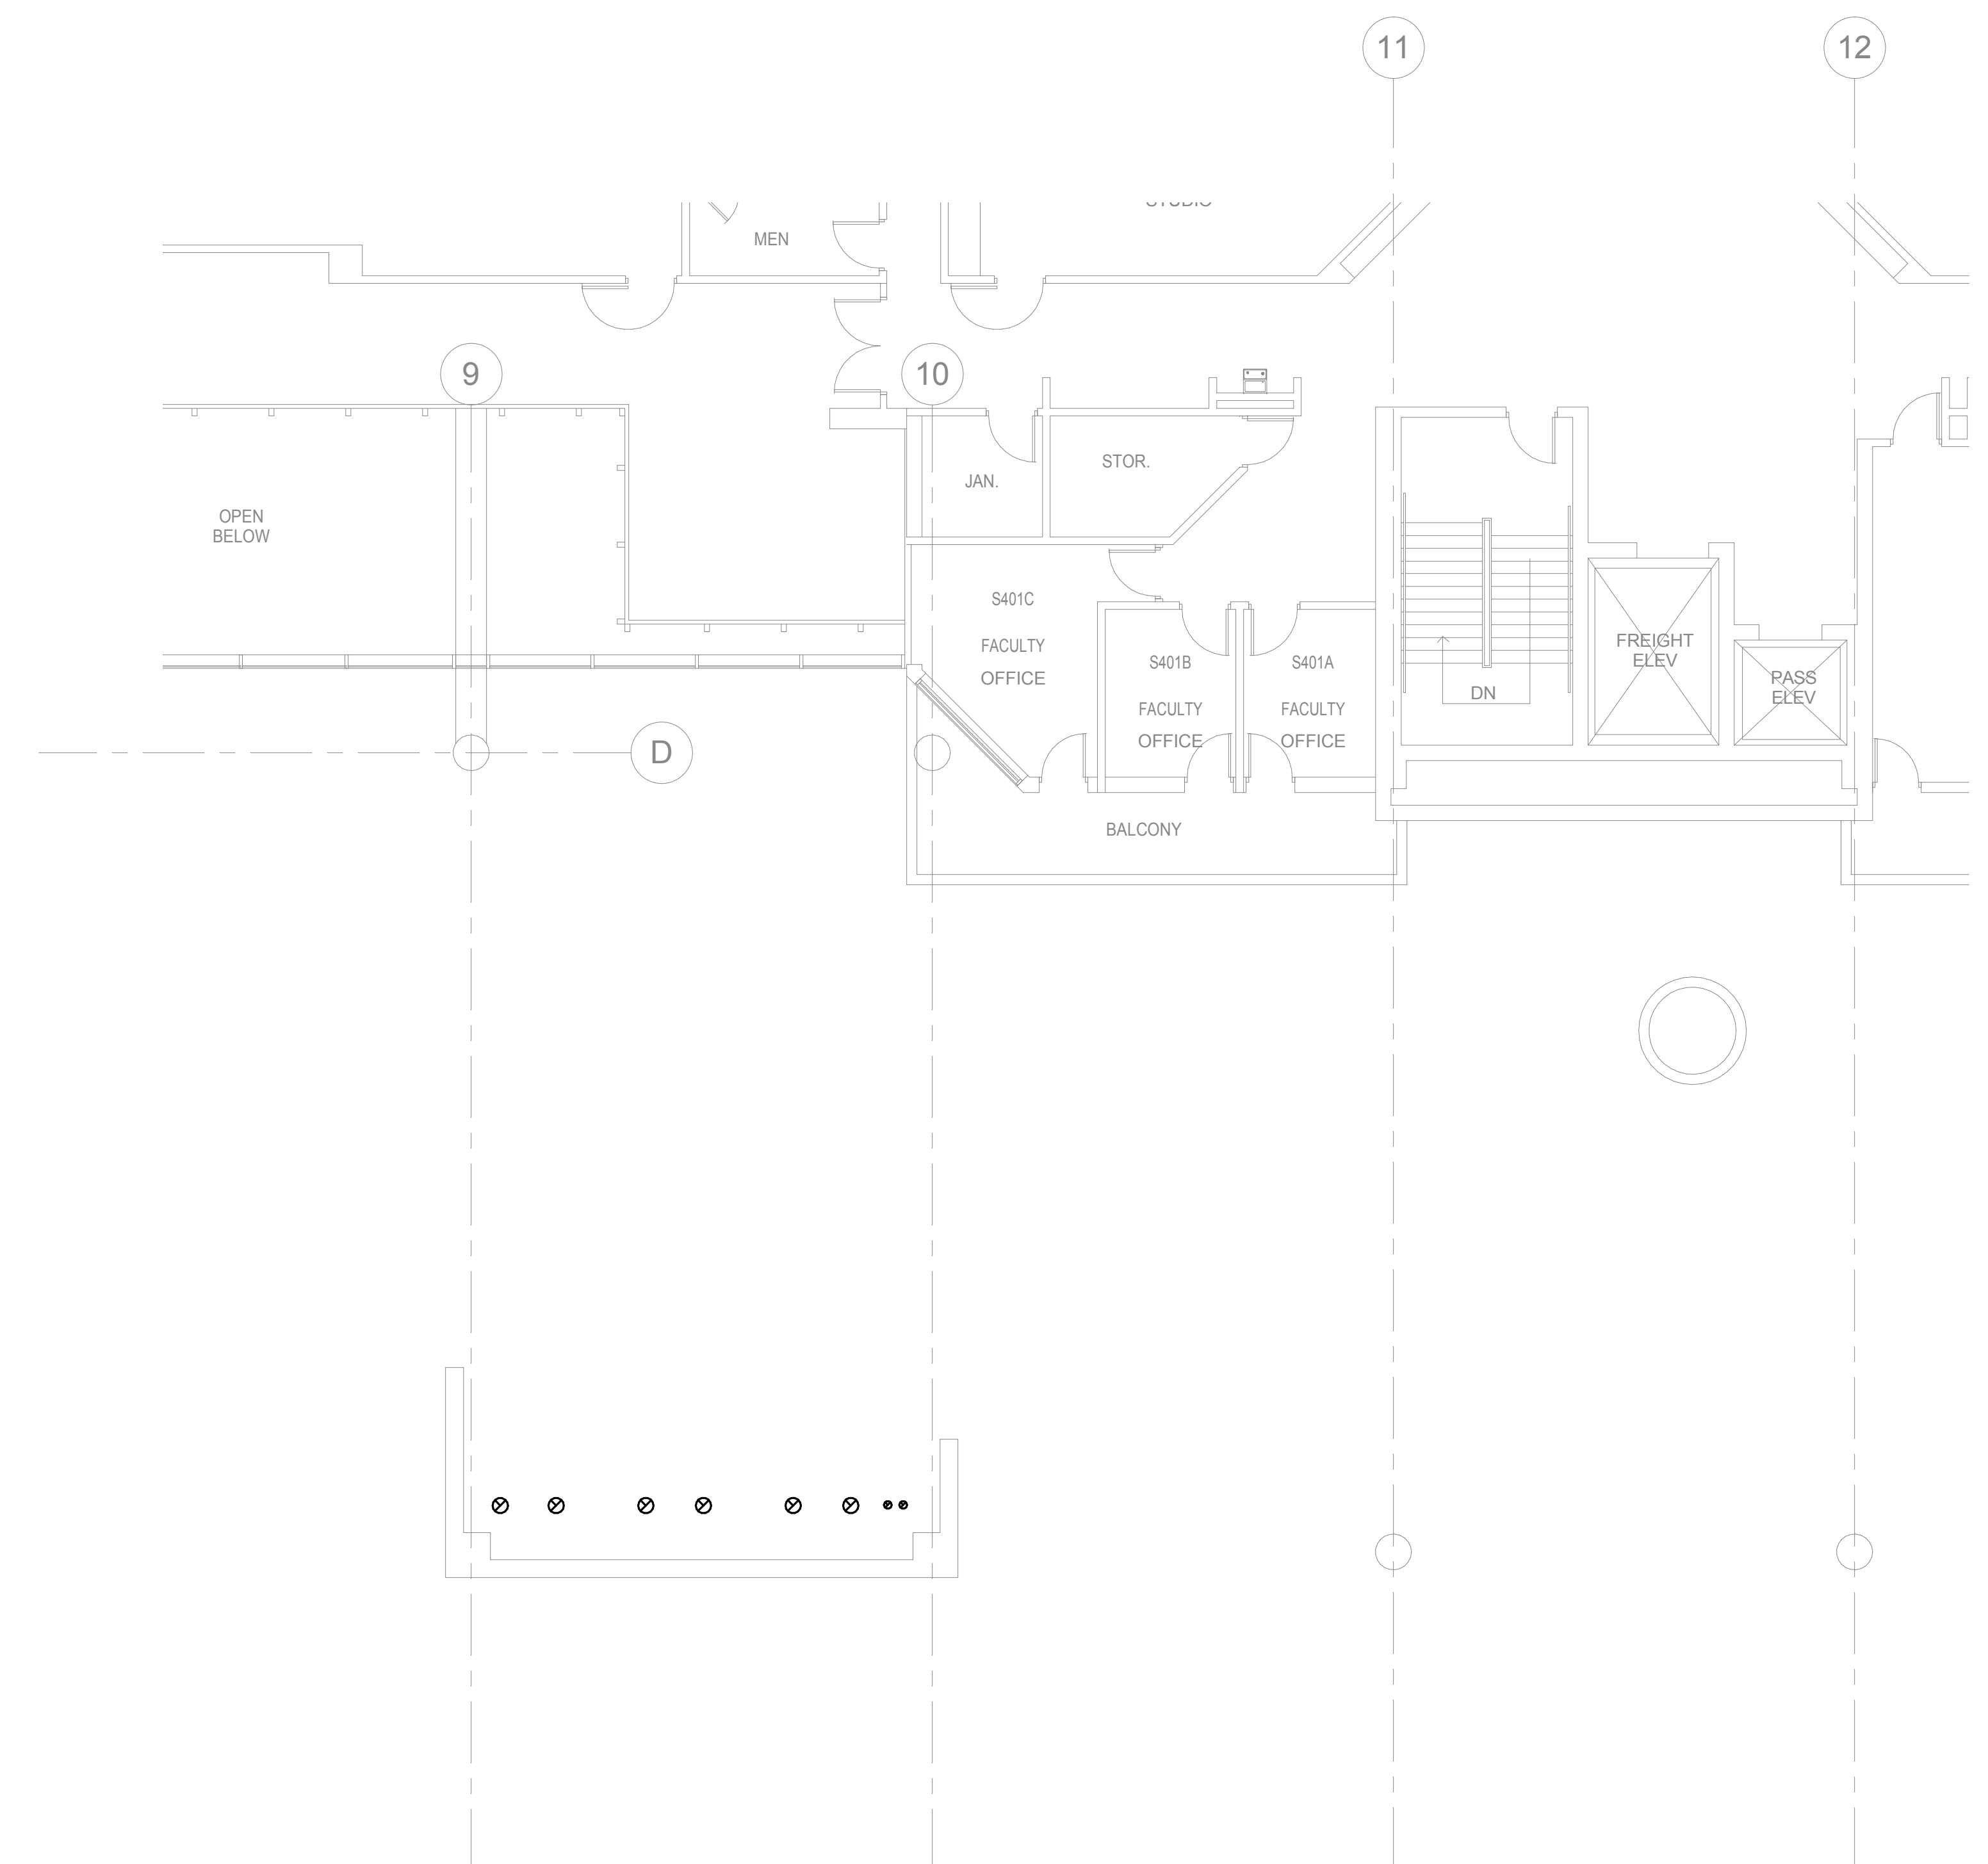 11
12
STUDIO
MEN
9
10
JAN.
STOR.
OPEN
BELOW
S401C
FACULTY
OFFICE
S401B
FACULTY
OFFICE
S401A
FACULTY
OFFICE
DN
FREIGHT
ELEV
PASS
ELEV
D
BALCONY